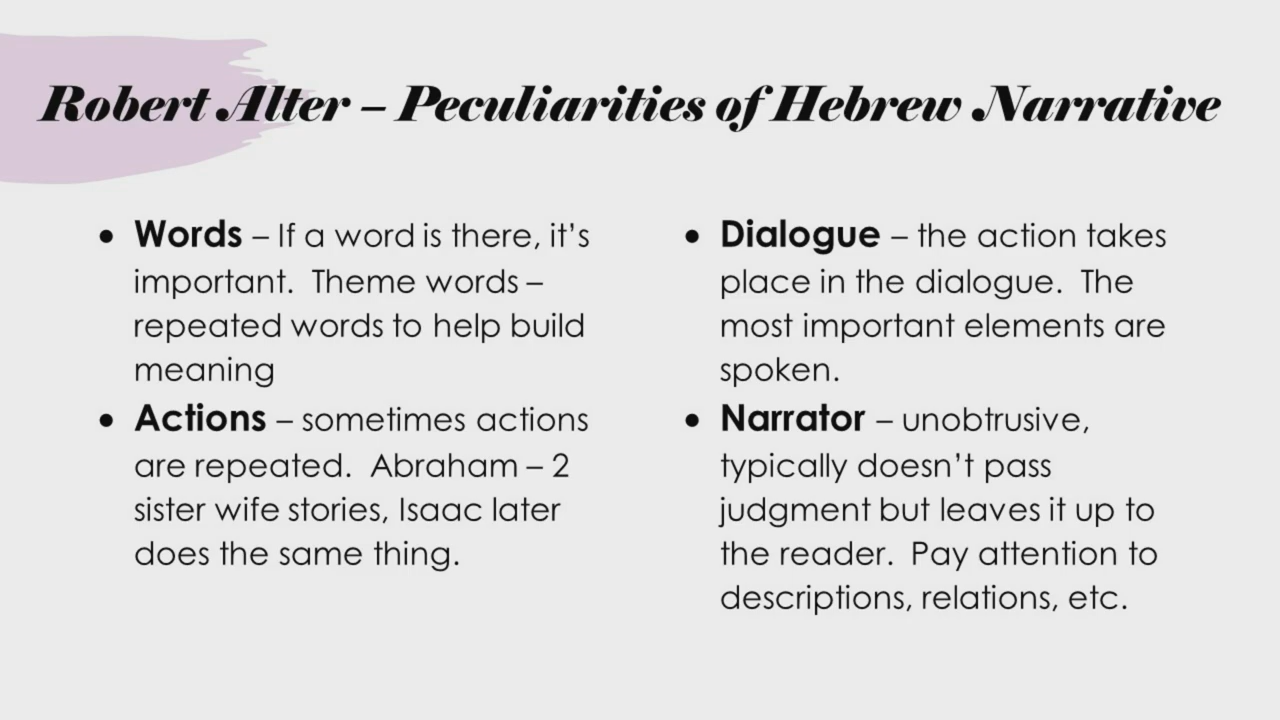 Robert Alter – Peculiarities of Hebrew Narrative
• Words – If a word is there, it's
important.  Theme words –
repeated words to help build
meaning
• Actions – sometimes actions
are repeated.  Abraham – 2
sister wife stories, Isaac later
does the same thing.
• Dialogue – the action takes
place in the dialogue.  The
most important elements are
spoken.
• Narrator – unobtrusive,
typically doesn't pass
judgment but leaves it up to
the reader.  Pay attention to
descriptions, relations, etc.